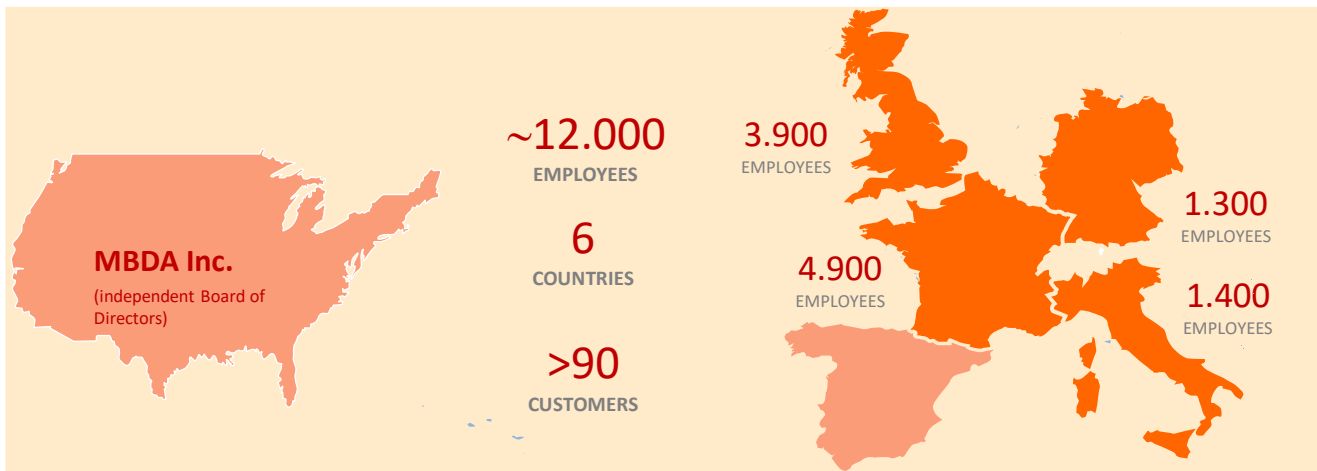 MBDA Inc.
(independent Board of
Directors)
~12.000
EMPLOYEES
6
COUNTRIES
>90
CUSTOMERS
3.900
EMPLOYEES
4.900
EMPLOYEES
1.300
EMPLOYEES
1.400
EMPLOYEES